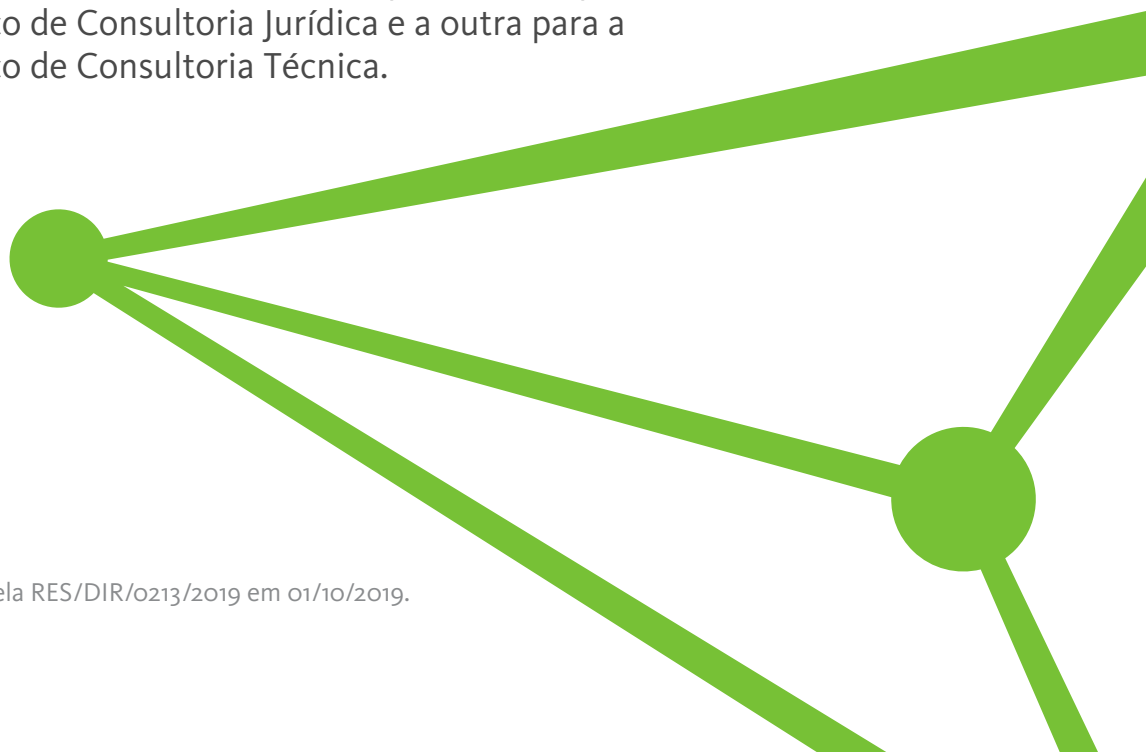 o de Consultoria Jurídica e a outra para a
o de Consultoria Técnica.
ela RES/DIR/0213/2019 em 01/10/2019.